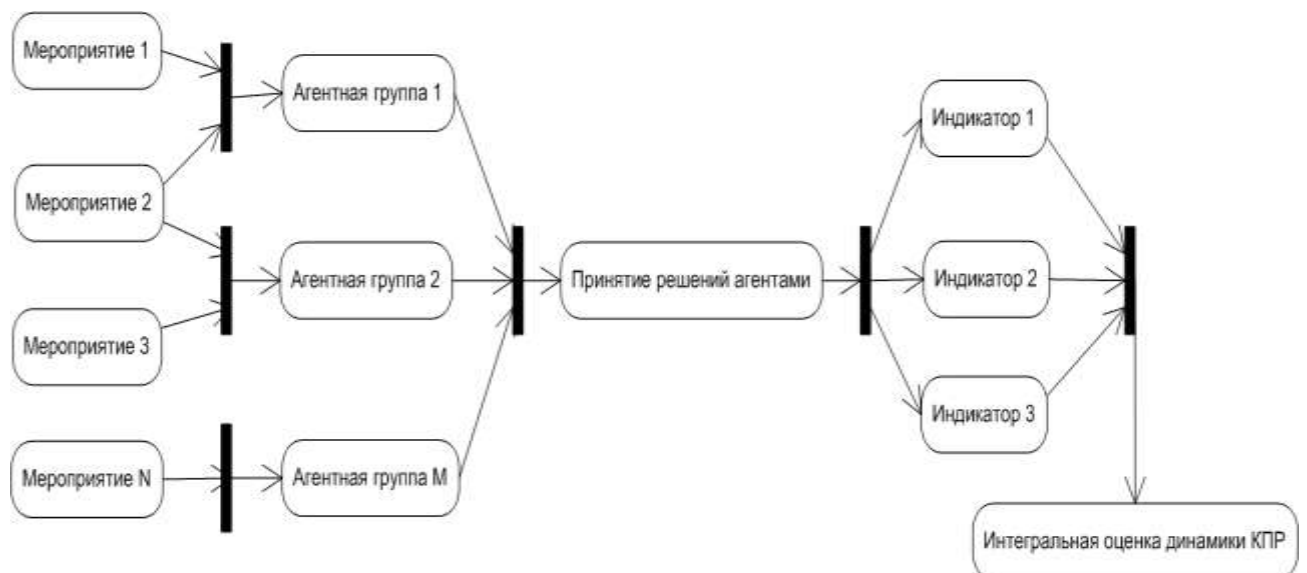 Мероприятие 1
Мероприятие 2
Мероприятие 3
Мероприятие N
Агентная группа 1
Агентная группа 2
Агентная группа М
Принятие решений агентами
Индикатор 1
Индикатор 2
Индикатор 3
Интегральная оценка динамики КПР